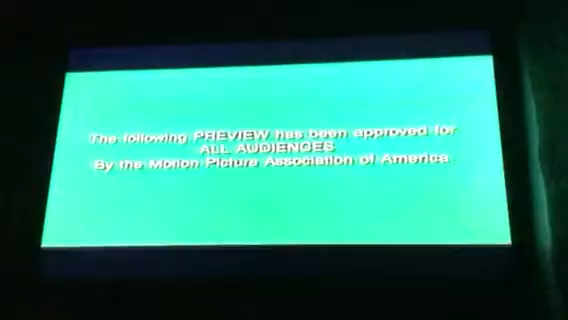 The following PREVIEW has been approved for
ALL AUDIENCES
By the Motion Picture Association of America